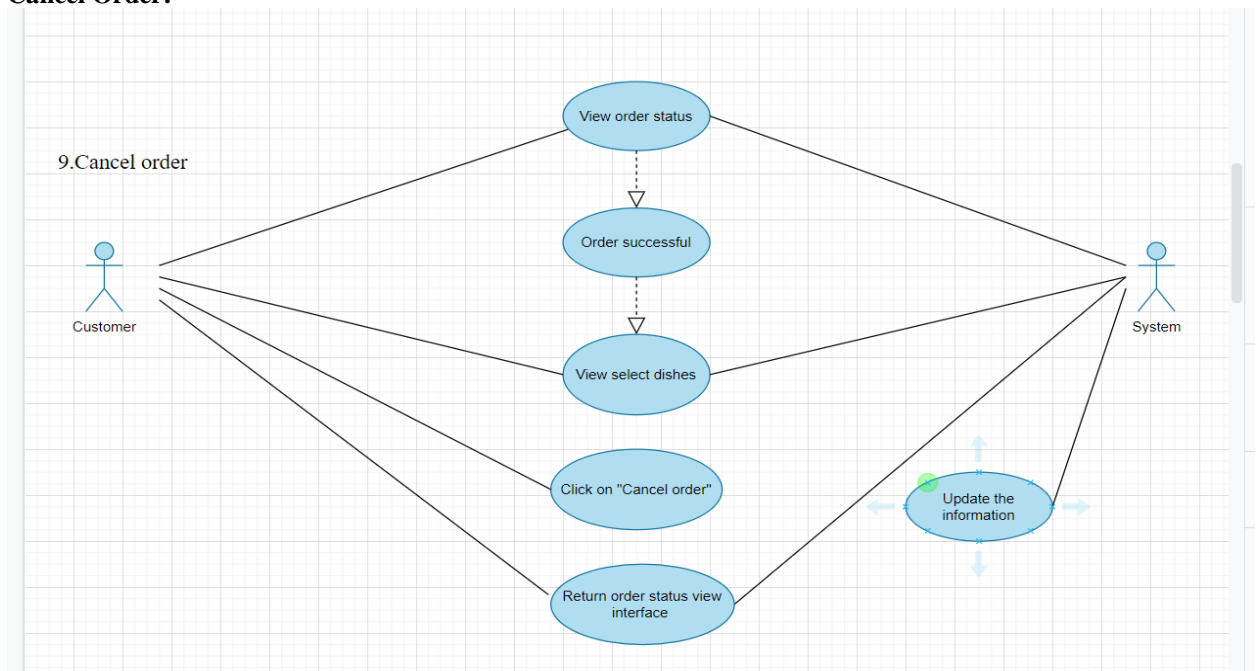 Cancel Order:
View order status
9.Cancel order
Order successful
Customer
System
View select dishes
Click on "Cancel order"
Update the
information
Return order status view
interface